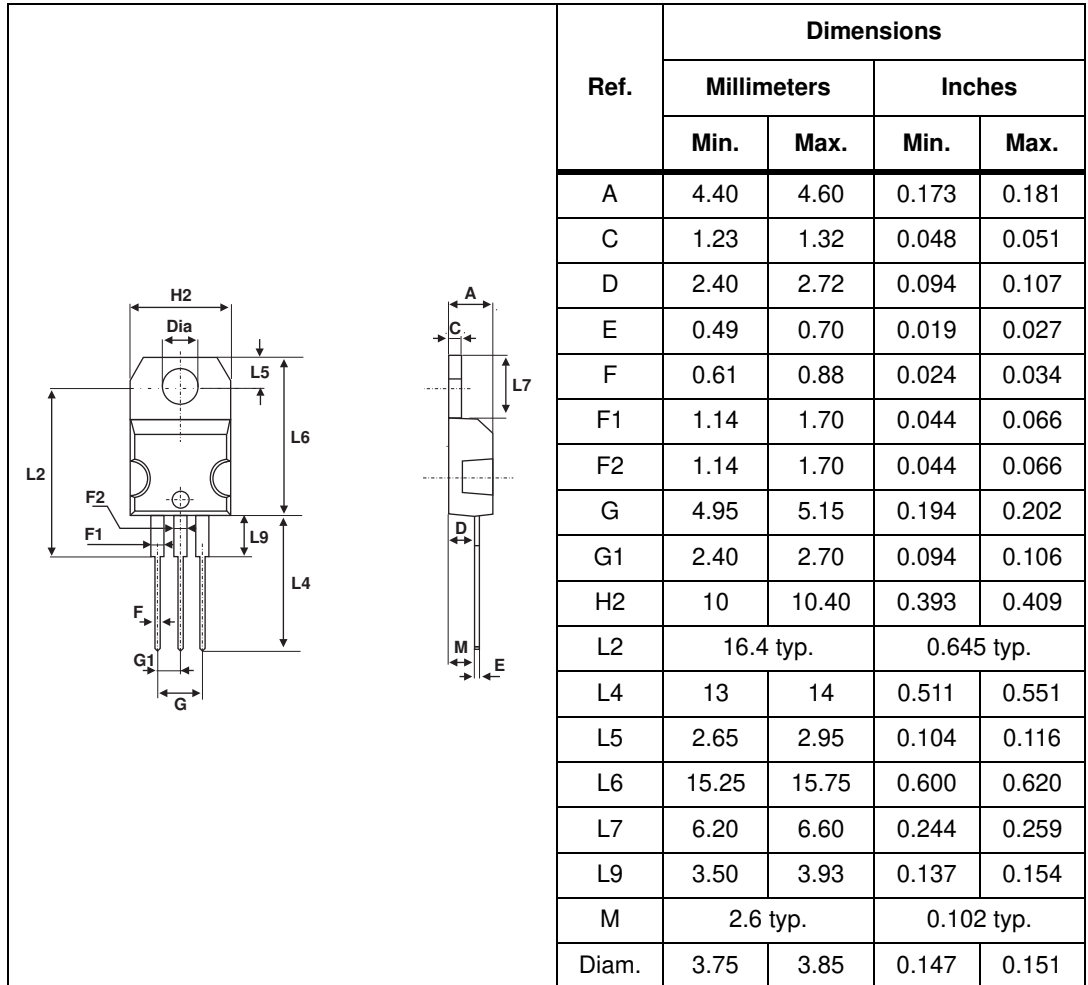 H2
Dia
L5
L6
L2
F2
F1
L9
L4
F
G1
G
A
C
L7
D
M
E
Ref.
Dimensions
Millimeters Inches
Min. Max. Min. Max.
A 4.40 4.60 0.173 0.181
C 1.23 1.32 0.048 0.051
D 2.40 2.72 0.094 0.107
E 0.49 0.70 0.019 0.027
F 0.61 0.88 0.024 0.034
F1 1.14 1.70 0.044 0.066
F2 1.14 1.70 0.044 0.066
G 4.95 5.15 0.194 0.202
G1 2.40 2.70 0.094 0.106
H2 10 10.40 0.393 0.409
L2 16.4 typ. 0.645 typ.
L4 13 14 0.511 0.551
L5 2.65 2.95 0.104 0.116
L6 15.25 15.75 0.600 0.620
L7 6.20 6.60 0.244 0.259
L9 3.50 3.93 0.137 0.154
M 2.6 typ. 0.102 typ.
Diam. 3.75 3.85 0.147 0.151